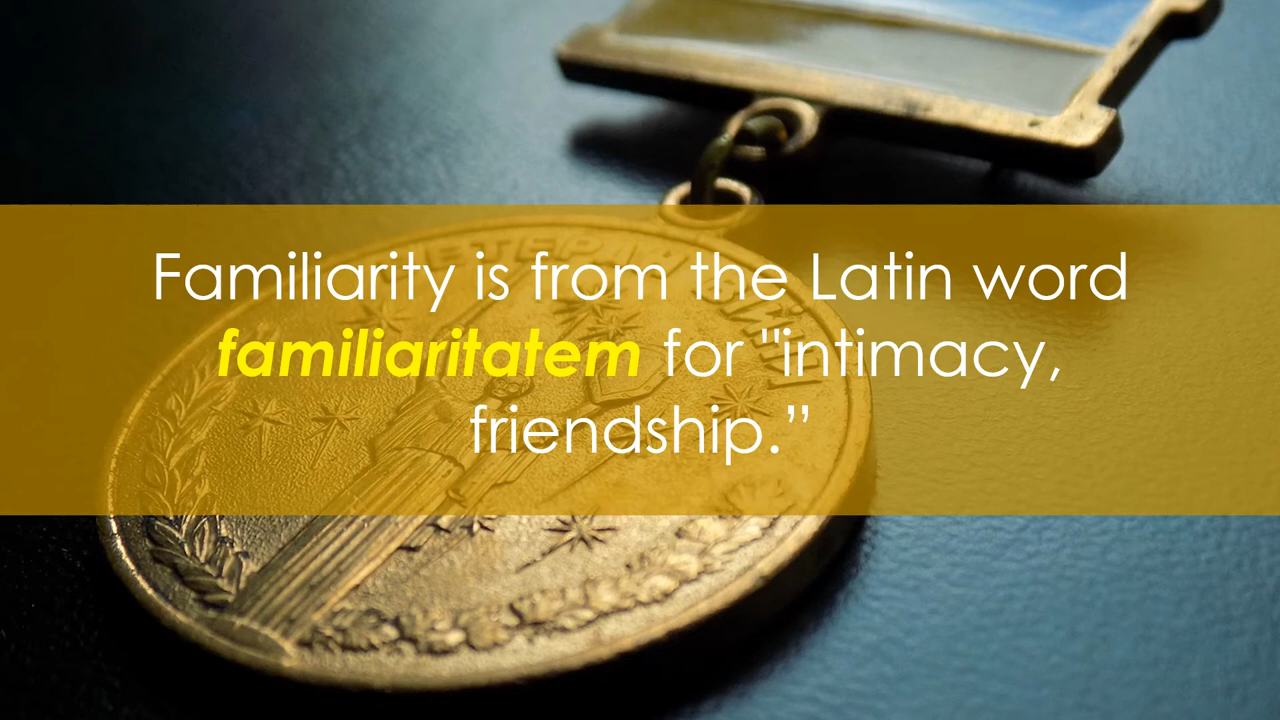 Familiarity is from the Latin word
familiaritatem for "intimacy,
friendship.”